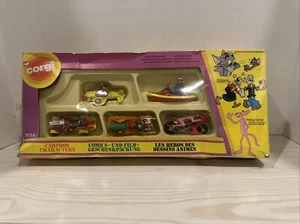 corgi
CARTOON
CHARACTERS
COMICS- UND FILM-
GESCHENKPACKUNG
LES HEROS DES
DESSINS ANIMES